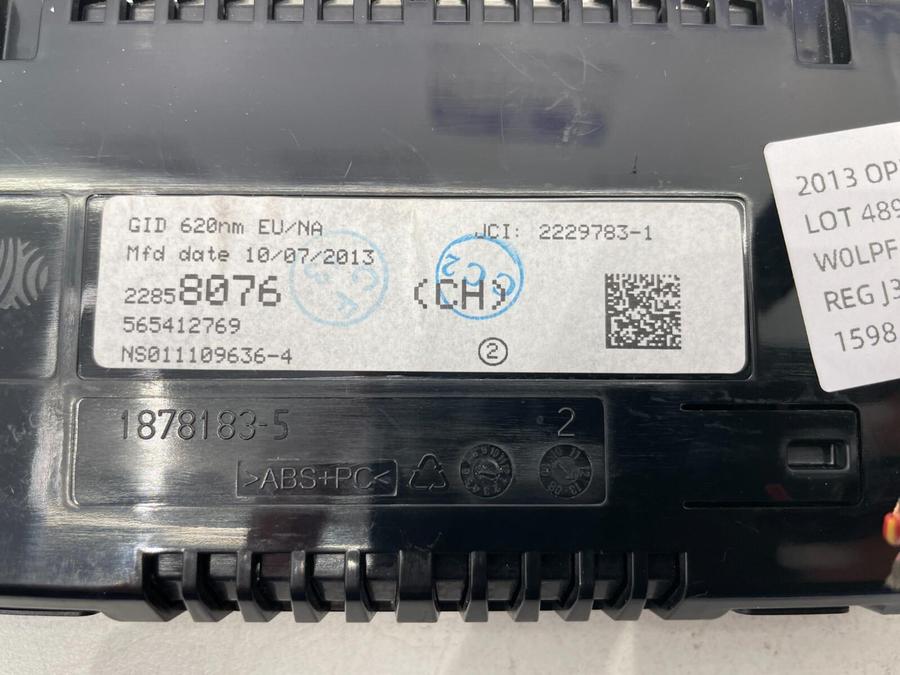 GID 620nm EU/NA
JCI: 2229783-1
Mfd date 10/07/2013
22858076
(CH)
CC2
565412769
NS011109636-4
2
1878183-5
2
>ABS+PC<
2013 OP
LOT 489
W0LPF
REG J3
1598